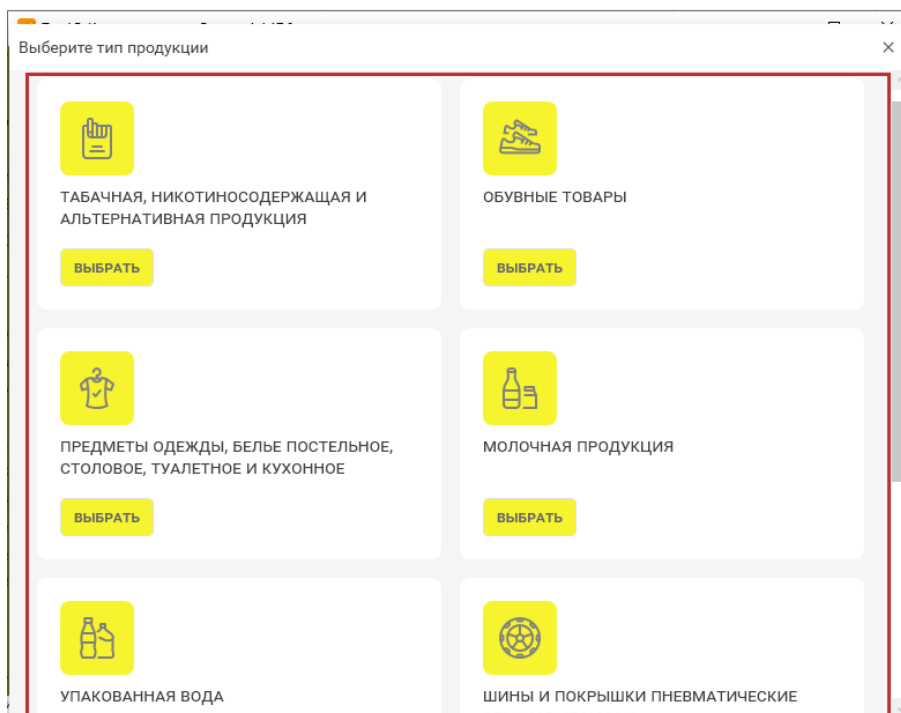 Выберите тип продукции
ТАБАЧНАЯ, НИКОТИНОСОДЕРЖАЩАЯ И
АЛЬТЕРНАТИВНАЯ ПРОДУКЦИЯ
ВЫБРАТЬ
ОБУВНЫЕ ТОВАРЫ
ВЫБРАТЬ
ПРЕДМЕТЫ ОДЕЖДЫ, БЕЛЬЕ ПОСТЕЛЬНОЕ,
СТОЛОВОЕ, ТУАЛЕТНОЕ И КУХОННОЕ
ВЫБРАТЬ
МОЛОЧНАЯ ПРОДУКЦИЯ
ВЫБРАТЬ
УПАКОВАННАЯ ВОДА
ШИНЫ И ПОКРЫШКИ ПНЕВМАТИЧЕСКИЕ